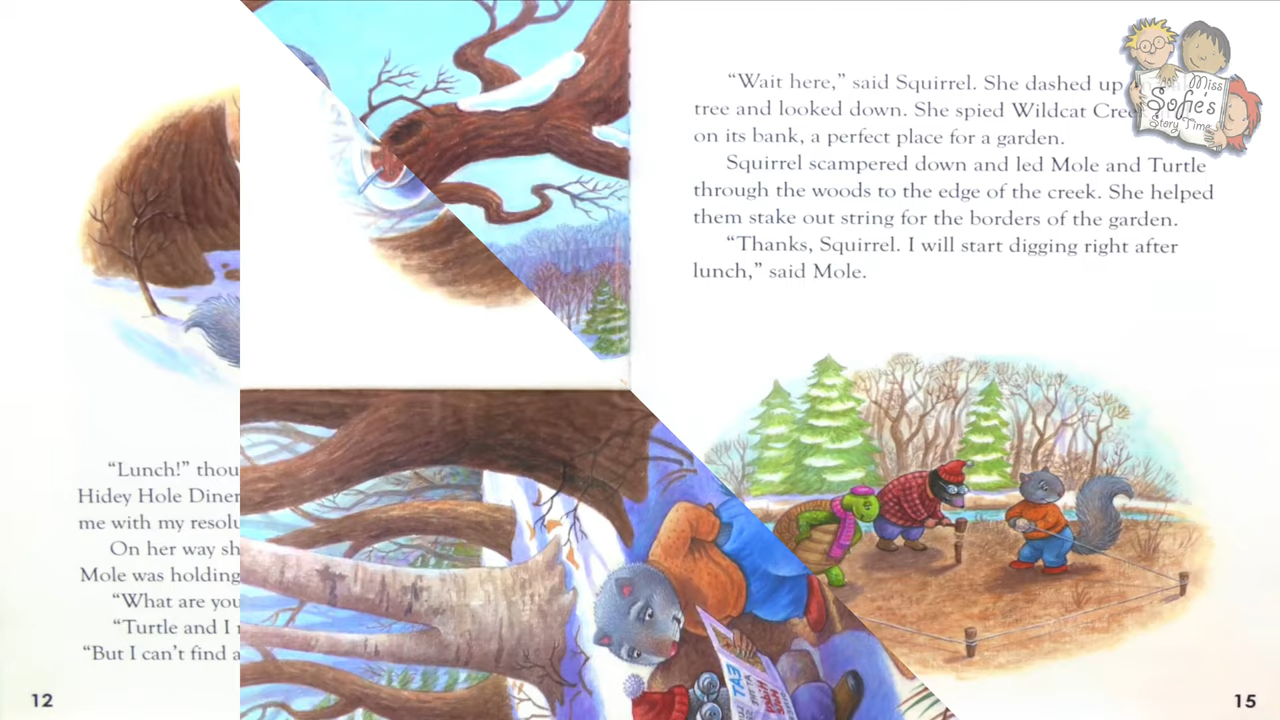 “Lunch!” thou
Hidey Hole Diner
me with my resolu
On her way sh
Mole was holding
“What are you
“Turtle and I
“But I can’t find a
12
“Wait here,” said Squirrel. She dashed up
tree and looked down. She spied Wildcat Cree
on its bank, a perfect place for a garden.
Squirrel scampered down and led Mole and Turtle
through the woods to the edge of the creek. She helped
them stake out string for the borders of the garden.
“Thanks, Squirrel. I will start digging right after
lunch,” said Mole.
15
Miss
Sofie's
Story Time